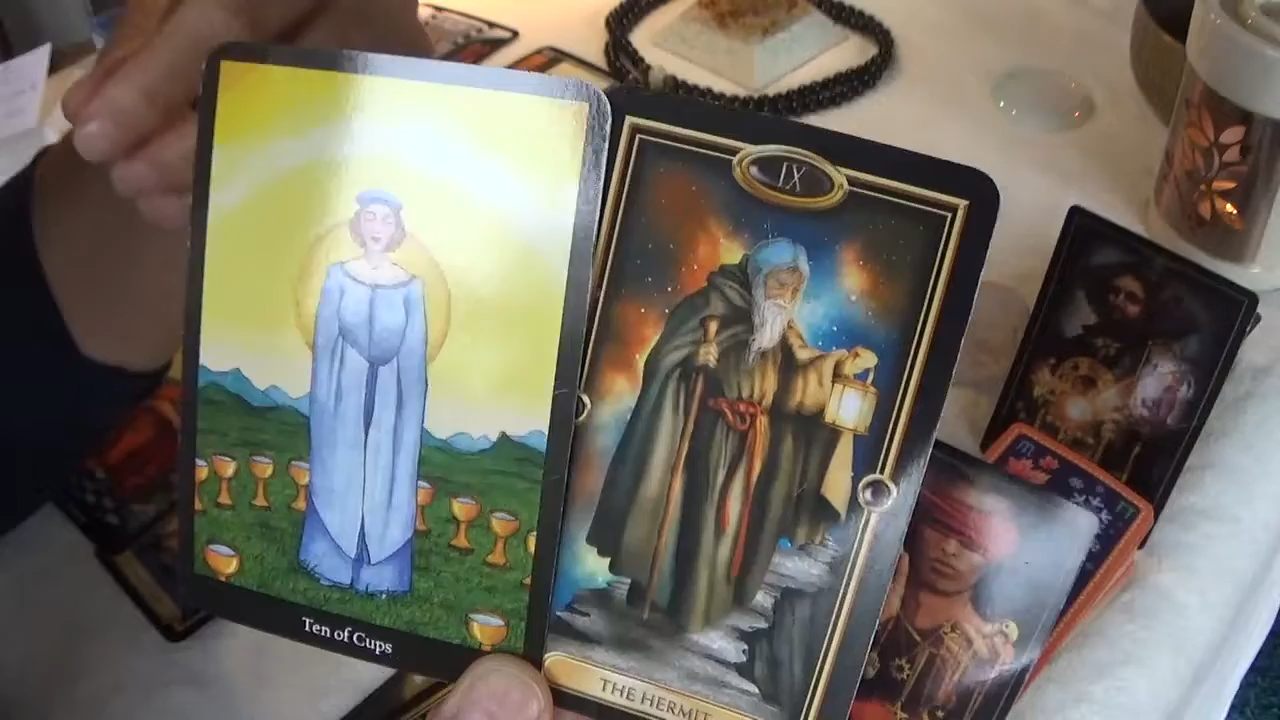 Ten of Cups
IX
THE HERMIT